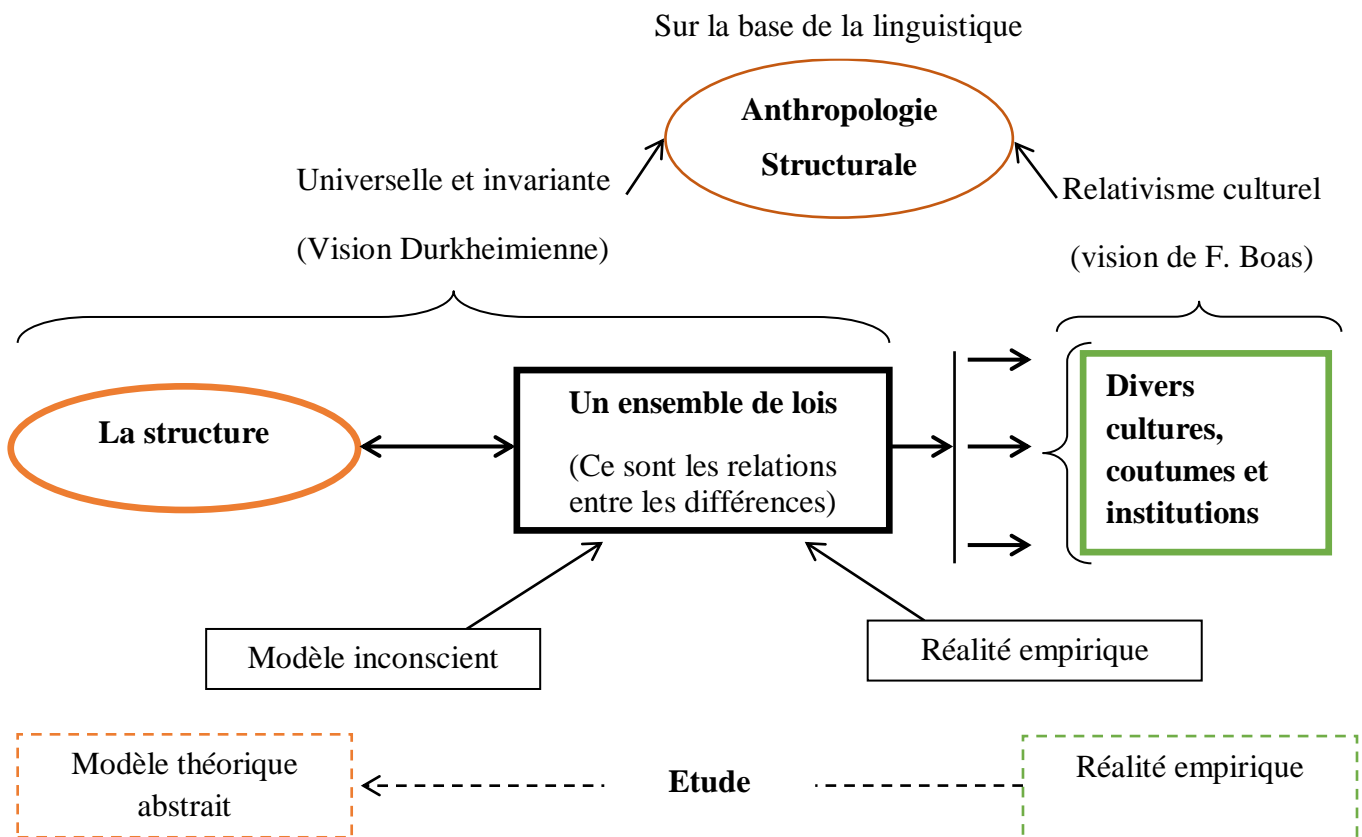 Sur la base de la linguistique
Anthropologie
Structurale
Universelle et invariante
(Vision Durkheimienne)
Relativisme culturel
(vision de F. Boas)
La structure
Un ensemble de lois
(Ce sont les relations
entre les différences)
Divers
cultures,
coutumes et
institutions
Modèle inconscient
Réalité empirique
Modèle théorique
abstrait
Etude
Réalité empirique